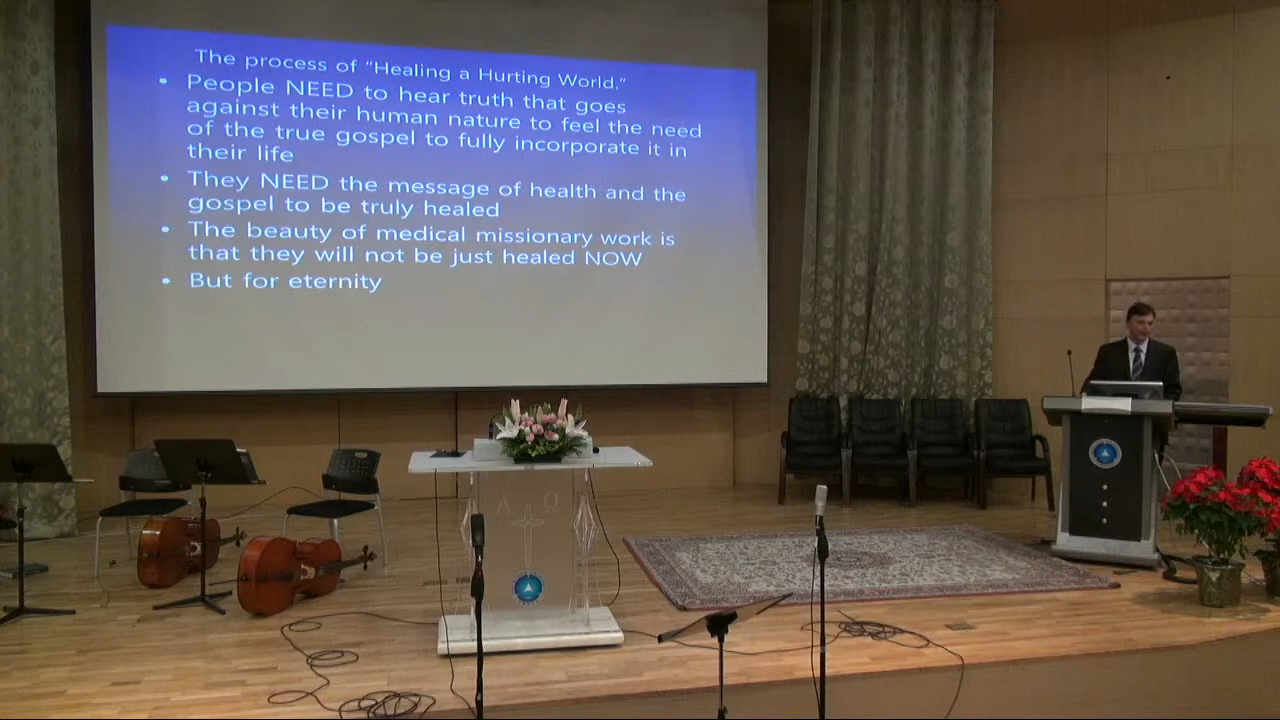 The process of "Healing a Hurting World,"
• People NEED to hear truth that goes
against their human nature to feel the need
of the true gospel to fully incorporate it in
their life
• They NEED the message of health and the
gospel to be truly healed
• The beauty of medical missionary work is
that they will not be just healed NOW
• But for eternity
Α Ω